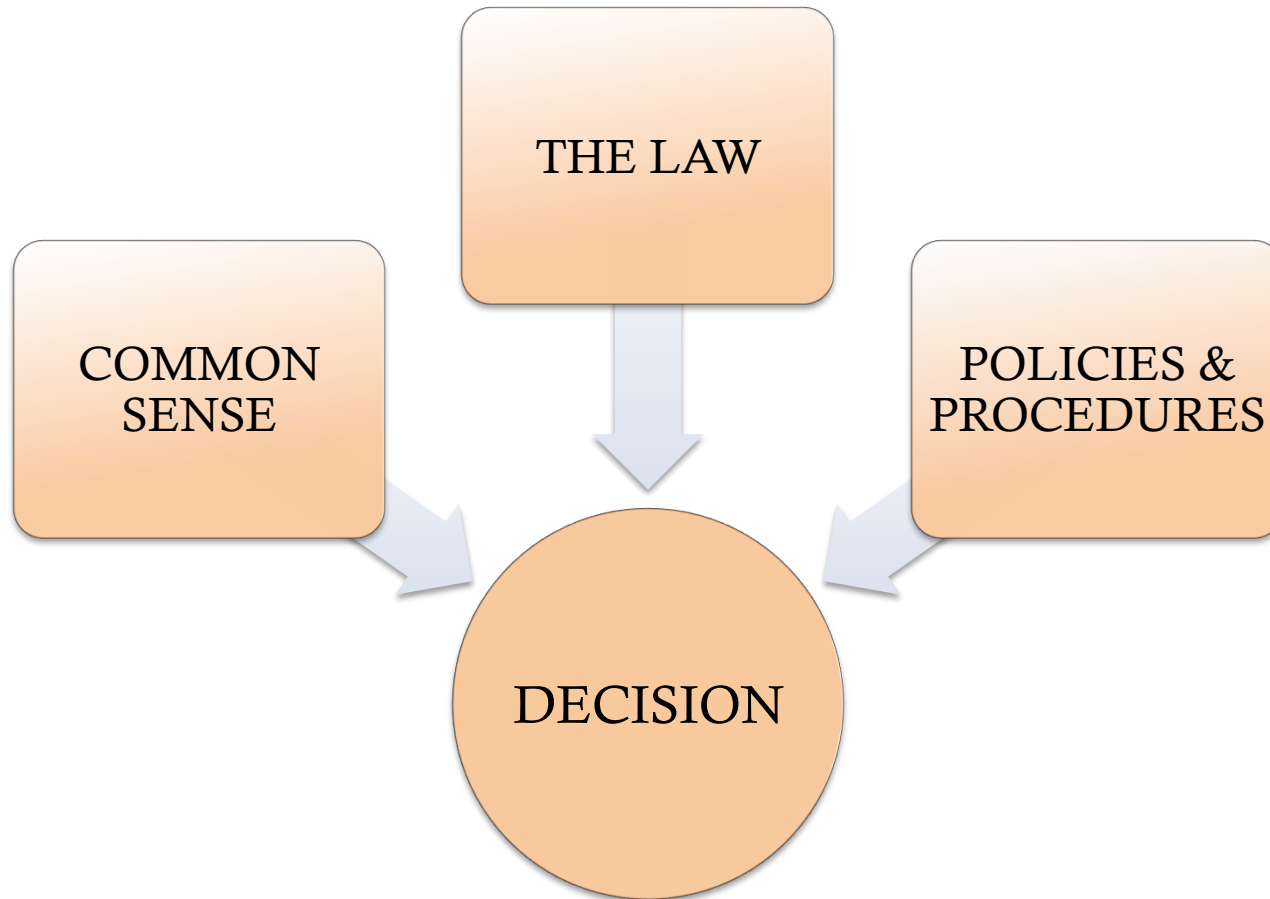 THE LAW
COMMON
SENSE
POLICIES &
PROCEDURES
DECISION